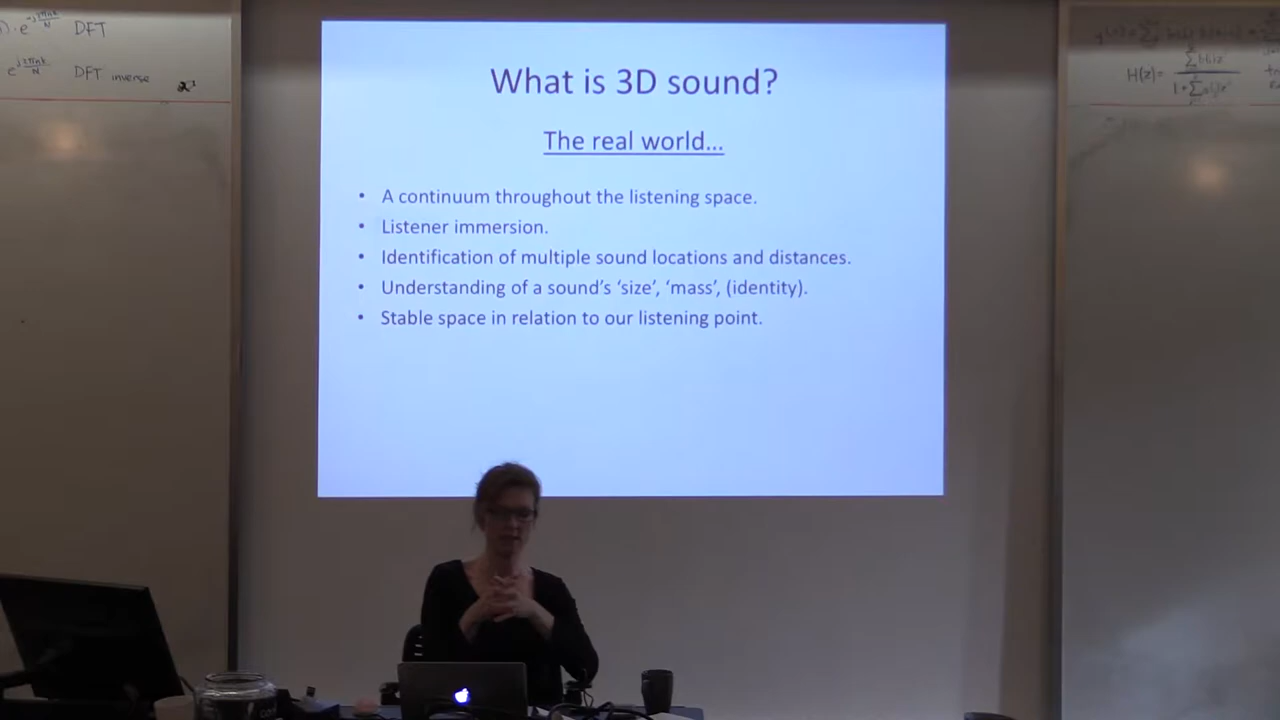 DFT
DFT inverse
What is 3D sound?
The real world...
• A continuum throughout the listening space.
• Listener immersion.
• Identification of multiple sound locations and distances.
• Understanding of a sound's ‘size’, ‘mass’, (identity).
• Stable space in relation to our listening point.
H(z)=